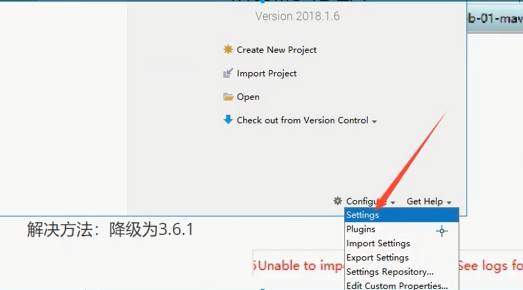 Version 2018.1.6
b-01-mav
Create New Project
Import Project
Open
Check out from Version Control
Configure
Get Help
Settings
Plugins
Import Settings
Export Settings
Settings Repository...
Edit Custom Properties...
解决方法：降级为3.6.1
Unable to impo
See logs fo